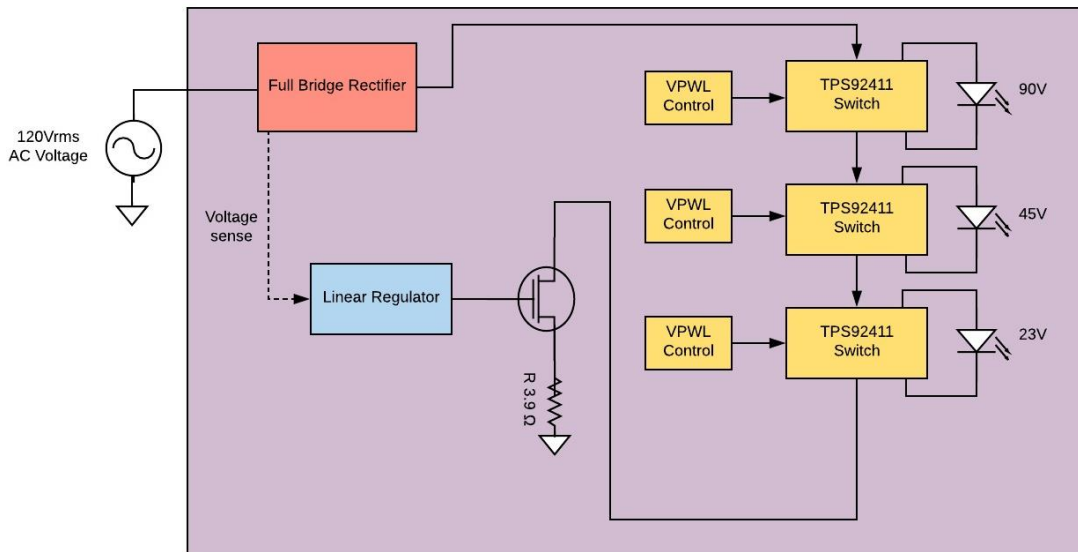 Full Bridge Rectifier
120Vrms
AC Voltage
Voltage
sense
Linear Regulator
R 3.9 Ω
VPWL
Control
TPS92411
Switch
90V
VPWL
Control
TPS92411
Switch
45V
VPWL
Control
TPS92411
Switch
23V